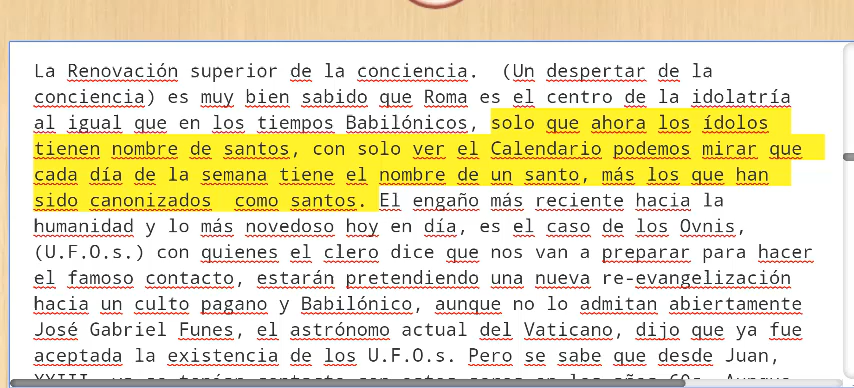 La Renovación superior de la conciencia.  (Un despertar de la
conciencia) es muy bien sabido que Roma es el centro de la idolatría
al igual que en los tiempos Babilónicos, solo que ahora los ídolos
tienen nombre de santos, con solo ver el Calendario podemos mirar que
cada día de la semana tiene el nombre de un santo, más los que han
sido canonizados  como santos. El engaño más reciente hacia la
humanidad y lo más novedoso hoy en día, es el caso de los Ovnis,
(U.F.O.s.) con quienes el clero dice que nos van a preparar para hacer
el famoso contacto, estarán pretendiendo una nueva re-evangelización
hacia un culto pagano y Babilónico, aunque no lo admitan abiertamente
José Gabriel Funes, el astrónomo actual del Vaticano, dijo que ya fue
aceptada la existencia de los U.F.O.s. Pero se sabe que desde Juan,